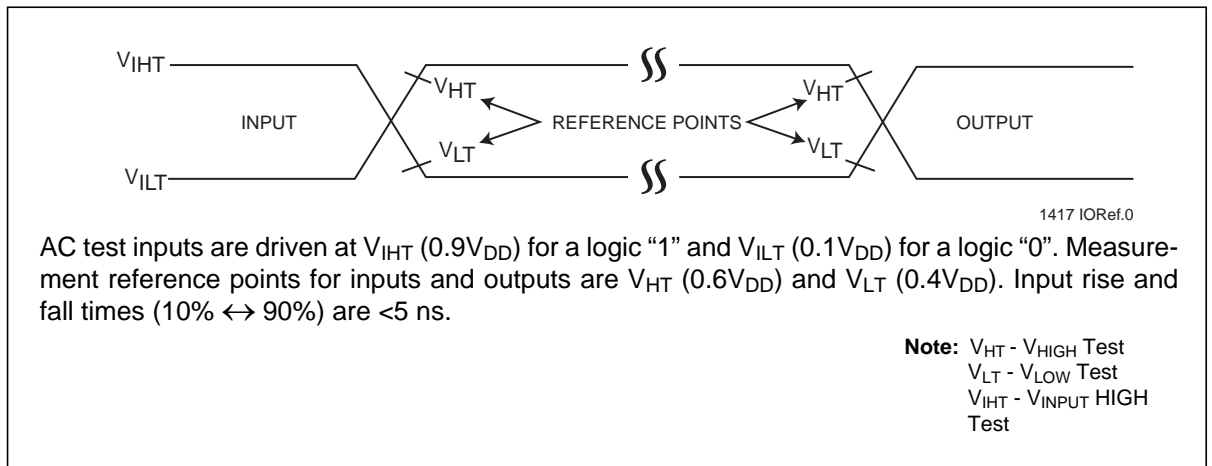 VIHT
VHT
VHT
INPUT
REFERENCE POINTS
OUTPUT
VLT
VLT
VILT
1417 IORef.0
AC test inputs are driven at VIHT (0.9VDD) for a logic “1” and VILT (0.1VDD) for a logic “0”. Measure-
ment reference points for inputs and outputs are VHT (0.6VDD) and VLT (0.4VDD). Input rise and
fall times (10% ↔ 90%) are <5 ns.
Note: VHT - VHIGH Test
VLT - VLOW Test
VIHT - VINPUT HIGH
Test